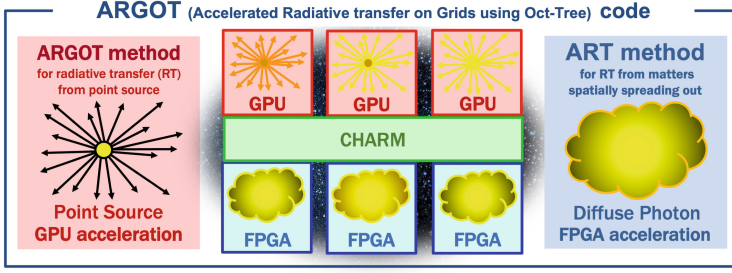 ARGOT (Accelerated Radiative transfer on Grids using Oct-Tree) code
ARGOT method
for radiative transfer (RT)
from point source
Point Source
GPU acceleration
GPU
GPU
GPU
CHARM
FPGA
FPGA
FPGA
ART method
for RT from matters
spatially spreading out
Diffuse Photon
FPGA acceleration